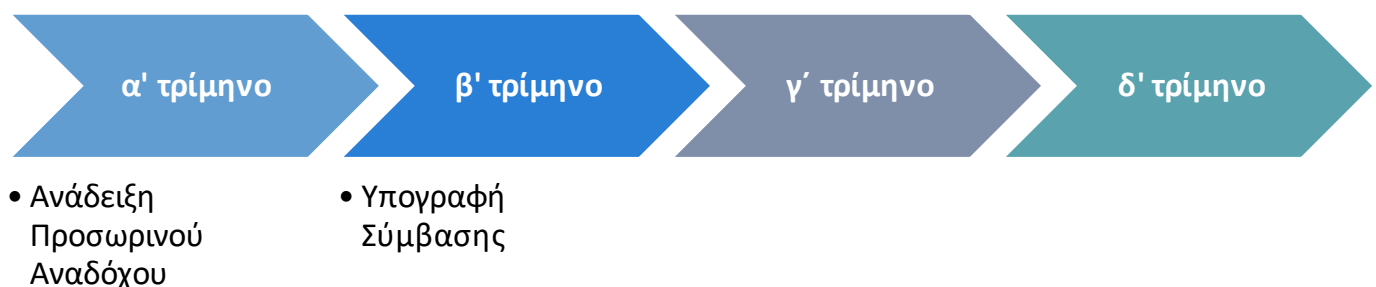 α' τρίμηνο
β' τρίμηνο
γ΄ τρίμηνο
δ' τρίμηνο
• Ανάδειξη
Προσωρινού
Αναδόχου
• Υπογραφή
Σύμβασης